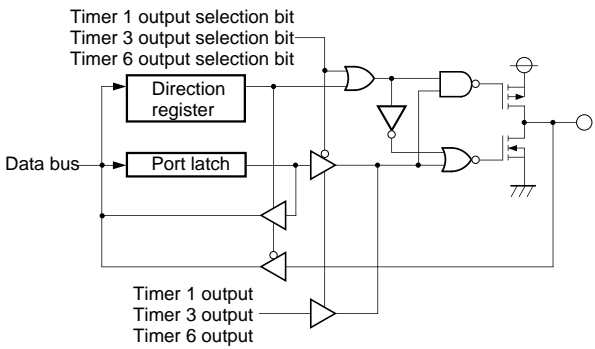 Timer 1 output selection bit
Timer 3 output selection bit
Timer 6 output selection bit
Direction
register
Data bus
Port latch
Timer 1 output
Timer 3 output
Timer 6 output